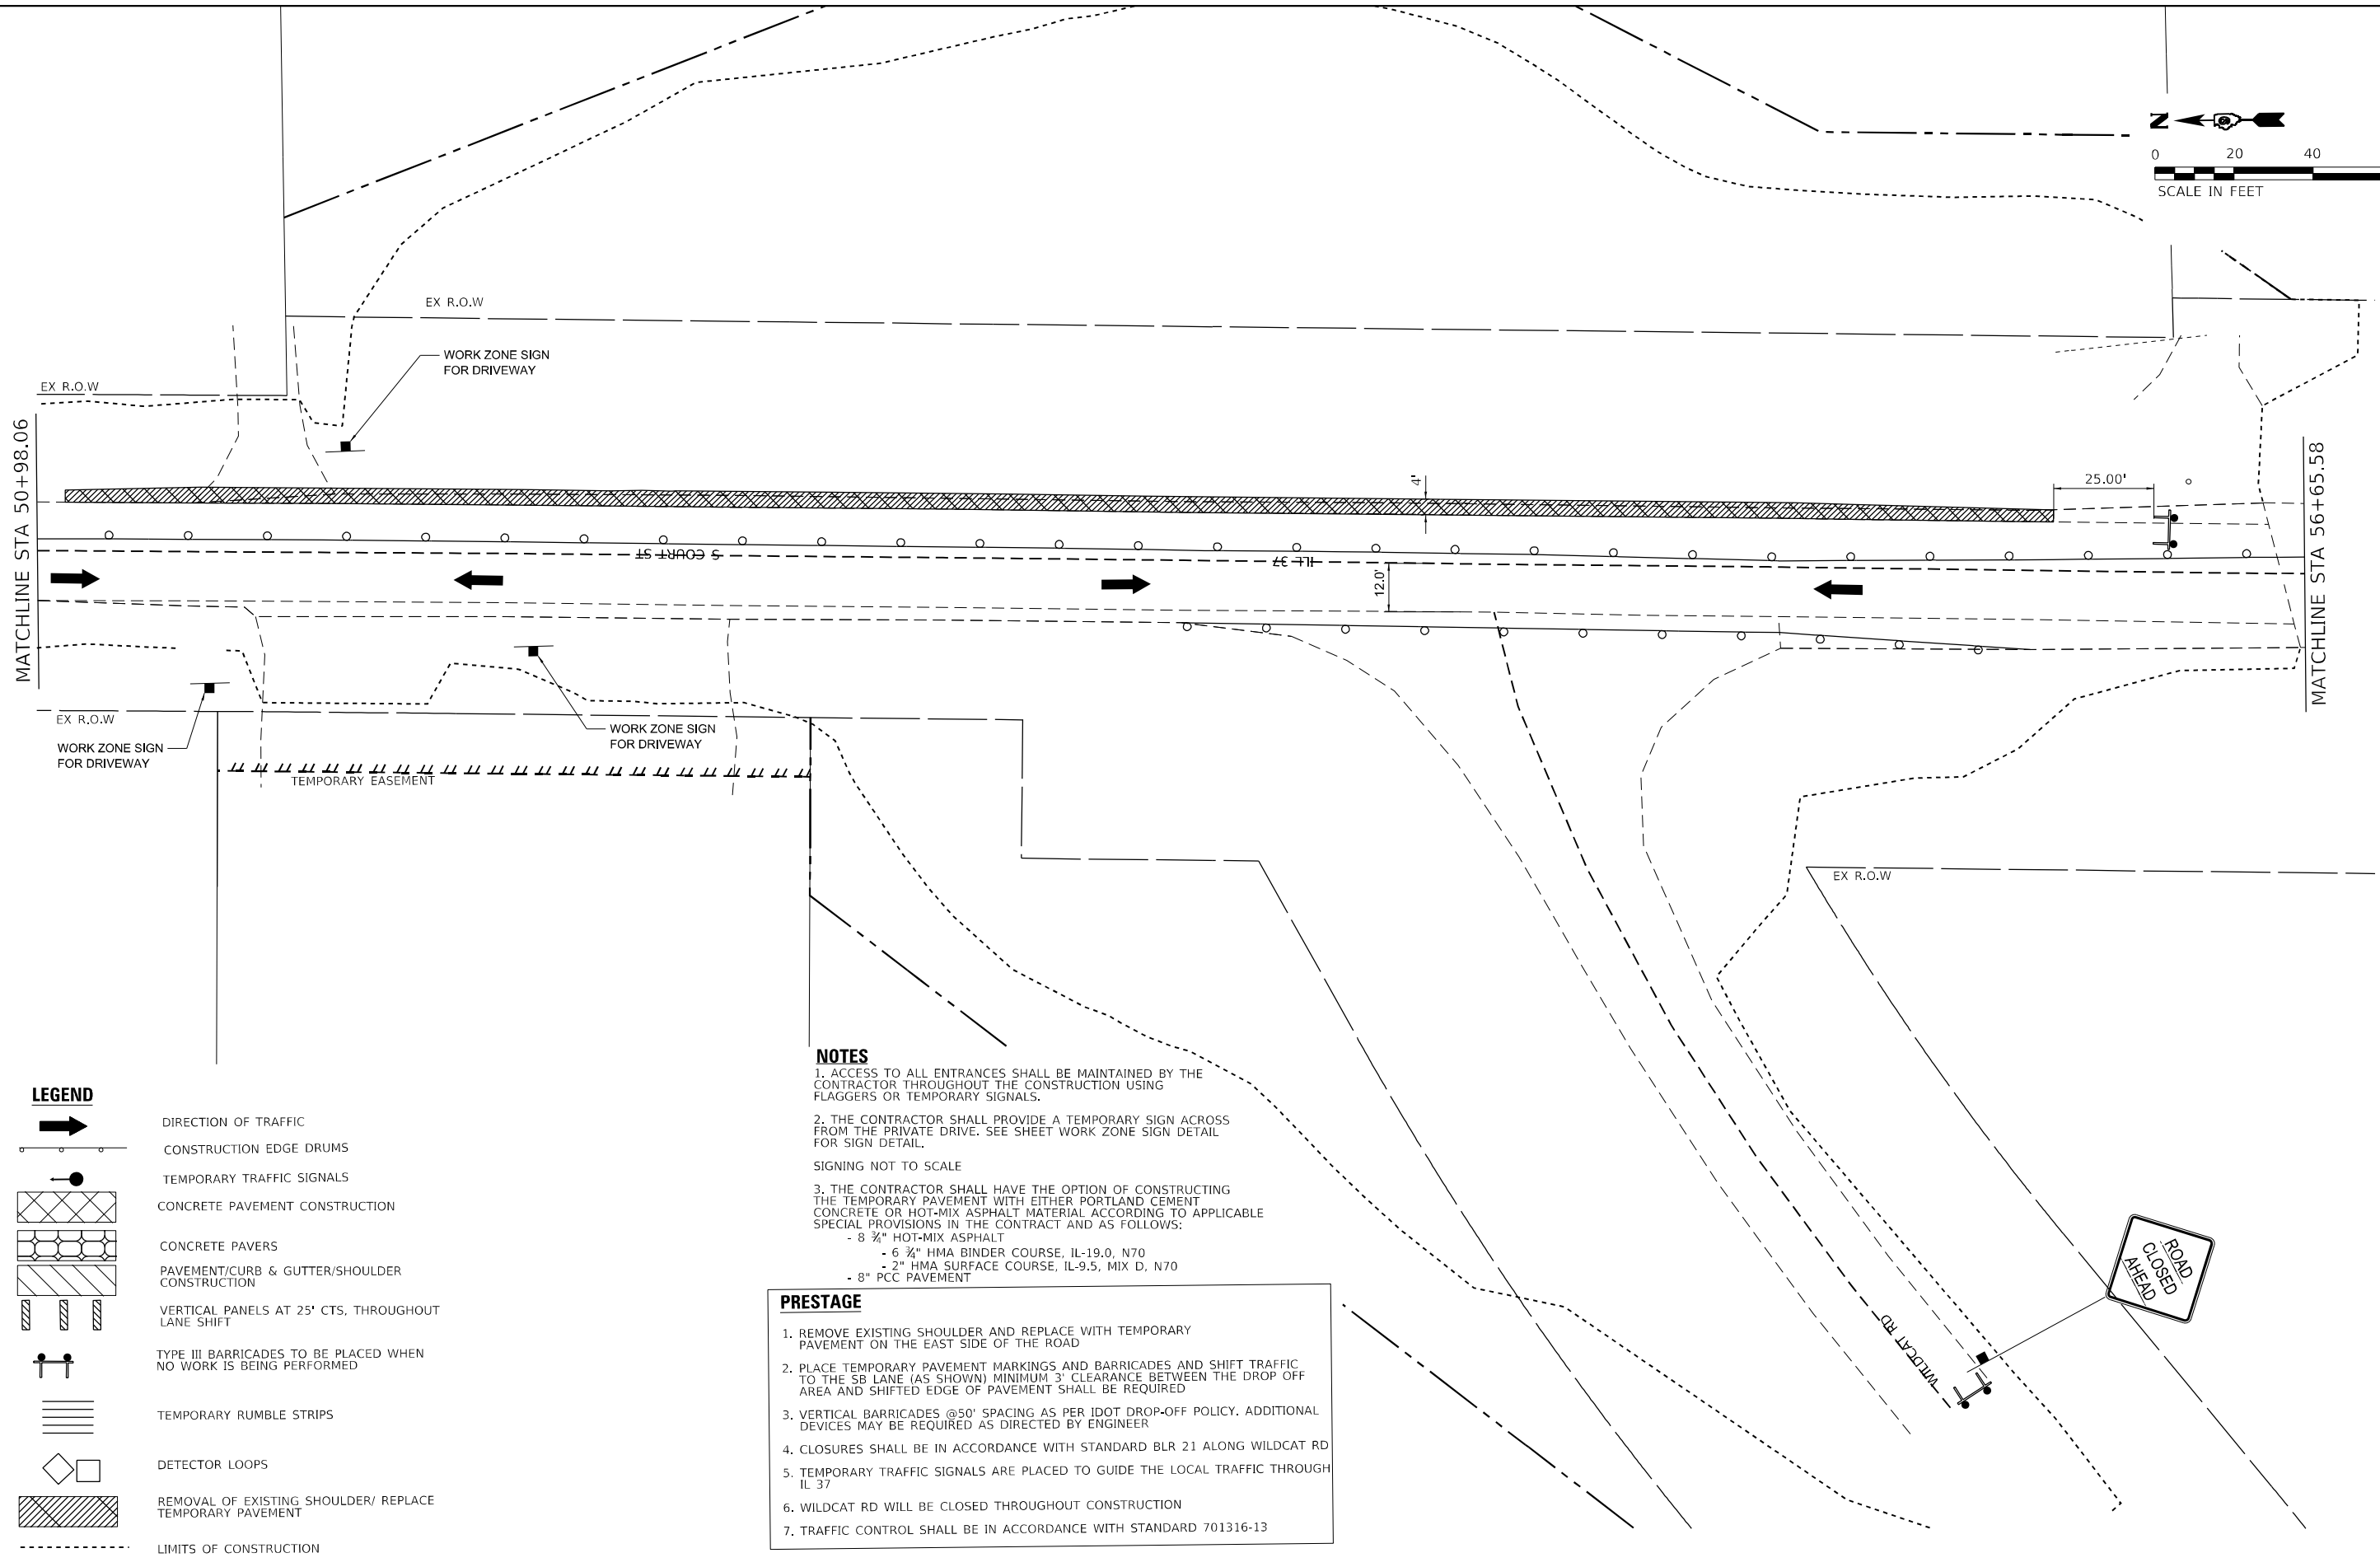 N
0 20 40
SCALE IN FEET
EX R.O.W
WORK ZONE SIGN
FOR DRIVEWAY
EX R.O.W
MATCHLINE STA 50+98.06
MATCHLINE STA 56+65.58
4'
25.00'
S COURT ST
ILL 37
12.0'
EX R.O.W
WORK ZONE SIGN
FOR DRIVEWAY
WORK ZONE SIGN
FOR DRIVEWAY
TEMPORARY EASEMENT
EX R.O.W
WILDCAT RD
ROAD
CLOSED
AHEAD
LEGEND
DIRECTION OF TRAFFIC
CONSTRUCTION EDGE DRUMS
TEMPORARY TRAFFIC SIGNALS
CONCRETE PAVEMENT CONSTRUCTION
CONCRETE PAVERS
PAVEMENT/CURB & GUTTER/SHOULDER
CONSTRUCTION
VERTICAL PANELS AT 25' CTS, THROUGHOUT
LANE SHIFT
TYPE III BARRICADES TO BE PLACED WHEN
NO WORK IS BEING PERFORMED
TEMPORARY RUMBLE STRIPS
DETECTOR LOOPS
REMOVAL OF EXISTING SHOULDER/ REPLACE
TEMPORARY PAVEMENT
LIMITS OF CONSTRUCTION
NOTES
1. ACCESS TO ALL ENTRANCES SHALL BE MAINTAINED BY THE
CONTRACTOR THROUGHOUT THE CONSTRUCTION USING
FLAGGERS OR TEMPORARY SIGNALS.
2. THE CONTRACTOR SHALL PROVIDE A TEMPORARY SIGN ACROSS
FROM THE PRIVATE DRIVE. SEE SHEET WORK ZONE SIGN DETAIL
FOR SIGN DETAIL.
SIGNING NOT TO SCALE
3. THE CONTRACTOR SHALL HAVE THE OPTION OF CONSTRUCTING
THE TEMPORARY PAVEMENT WITH EITHER PORTLAND CEMENT
CONCRETE OR HOT-MIX ASPHALT MATERIAL ACCORDING TO APPLICABLE
SPECIAL PROVISIONS IN THE CONTRACT AND AS FOLLOWS:
- 8 ¾" HOT-MIX ASPHALT
- 6 ¾" HMA BINDER COURSE, IL-19.0, N70
- 2" HMA SURFACE COURSE, IL-9.5, MIX D, N70
- 8" PCC PAVEMENT
PRESTAGE
1. REMOVE EXISTING SHOULDER AND REPLACE WITH TEMPORARY
PAVEMENT ON THE EAST SIDE OF THE ROAD
2. PLACE TEMPORARY PAVEMENT MARKINGS AND BARRICADES AND SHIFT TRAFFIC
TO THE SB LANE (AS SHOWN) MINIMUM 3' CLEARANCE BETWEEN THE DROP OFF
AREA AND SHIFTED EDGE OF PAVEMENT SHALL BE REQUIRED
3. VERTICAL BARRICADES @50' SPACING AS PER IDOT DROP-OFF POLICY. ADDITIONAL
DEVICES MAY BE REQUIRED AS DIRECTED BY ENGINEER
4. CLOSURES SHALL BE IN ACCORDANCE WITH STANDARD BLR 21 ALONG WILDCAT RD
5. TEMPORARY TRAFFIC SIGNALS ARE PLACED TO GUIDE THE LOCAL TRAFFIC THROUGH
IL 37
6. WILDCAT RD WILL BE CLOSED THROUGHOUT CONSTRUCTION
7. TRAFFIC CONTROL SHALL BE IN ACCORDANCE WITH STANDARD 701316-13